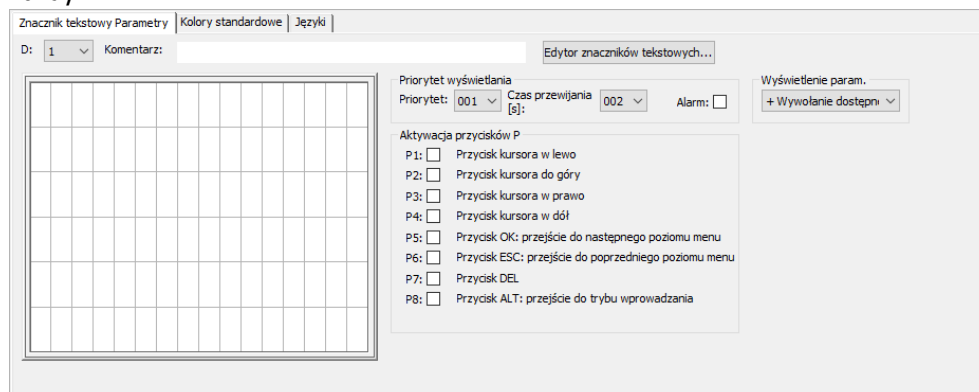 Znacznik tekstowy Parametry Kolory standardowe Języki
D: 1 Komentarz: Edytor znaczników tekstowych...
Priorytet wyświetlania
Priorytet: 001 Czas przewijania [s]: 002 Alarm:
Wyświetlenie param.
+ Wywołanie dostępn
Aktywacja przycisków P
P1: Przycisk kursora w lewo
P2: Przycisk kursora do góry
P3: Przycisk kursora w prawo
P4: Przycisk kursora w dół
P5: Przycisk OK: przejście do następnego poziomu menu
P6: Przycisk ESC: przejście do poprzedniego poziomu menu
P7: Przycisk DEL
P8: Przycisk ALT: przejście do trybu wprowadzania